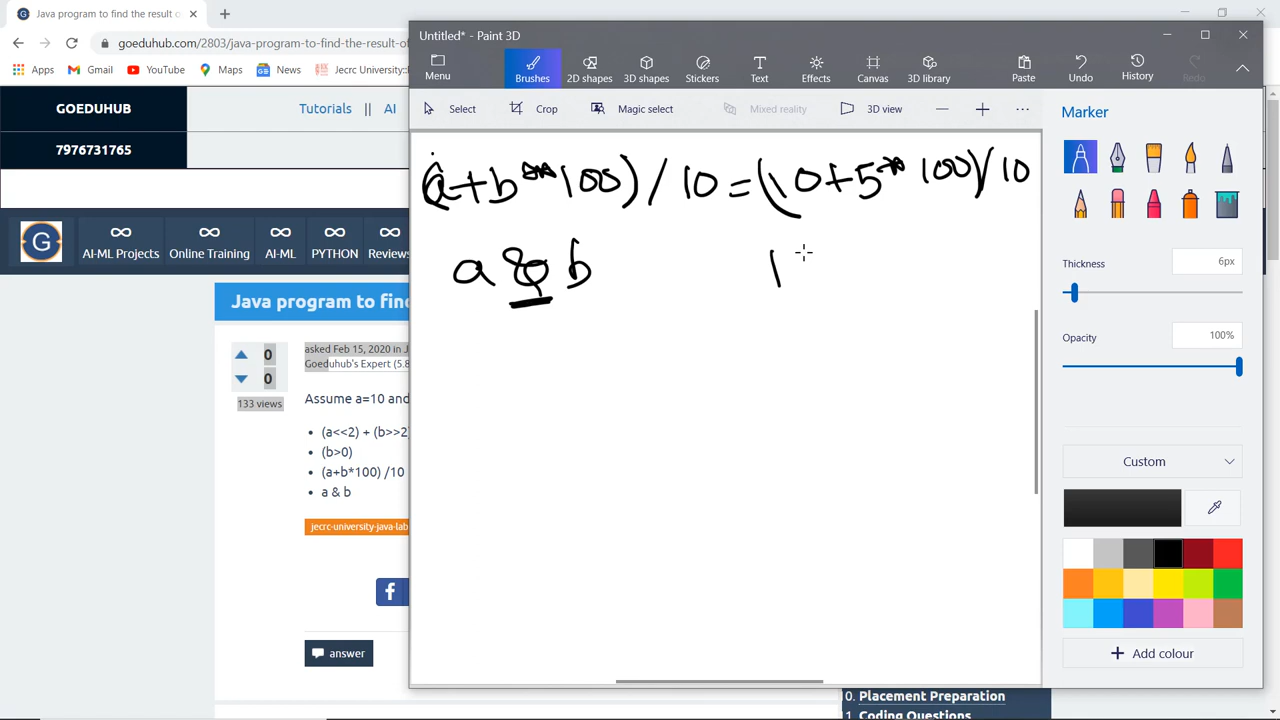 Java program to find the result o
goeduhub.com/2803/java-program-to-find-the-result-of
Apps Gmail YouTube Maps News Jecrc University::
GOEDUHUB
7976731765
Tutorials || AI
AI-ML Projects Online Training AI-ML PYTHON Reviews
Java program to find
0
0
133 views
asked Feb 15, 2020 in J
Goeduhub's Expert (5.8
Assume a=10 and
(a<<2) + (b>>2)
(b>0)
(a+b*100) /10
a & b
jecrc-university-java-lab
answer
Placement Preparation
Coding Questions
Untitled* - Paint 3D
Menu Brushes 2D shapes 3D shapes Stickers Text Effects Canvas 3D library Paste Undo History Redo
Select Crop Magic select Mixed reality 3D view
(a+b*100)/10=(10+5*100)/10
a & b 1
Marker
Thickness 6px
Opacity 100%
Custom
Add colour